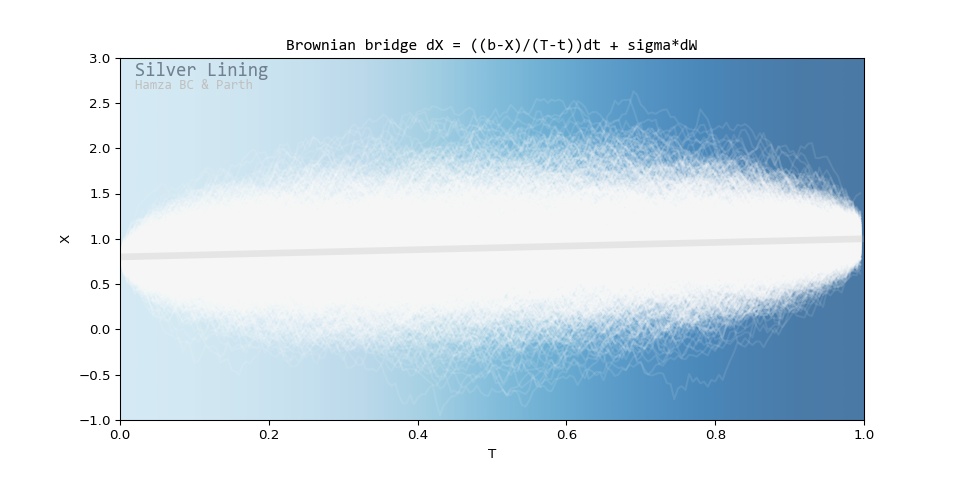 Brownian bridge dX = ((b-X)/(T-t))dt + sigma*dW
Silver Lining
Hamza BC & Parth
3.0
2.5
2.0
1.5
1.0
0.5
0.0
−0.5
−1.0
X
0.0 0.2 0.4 0.6 0.8 1.0
T